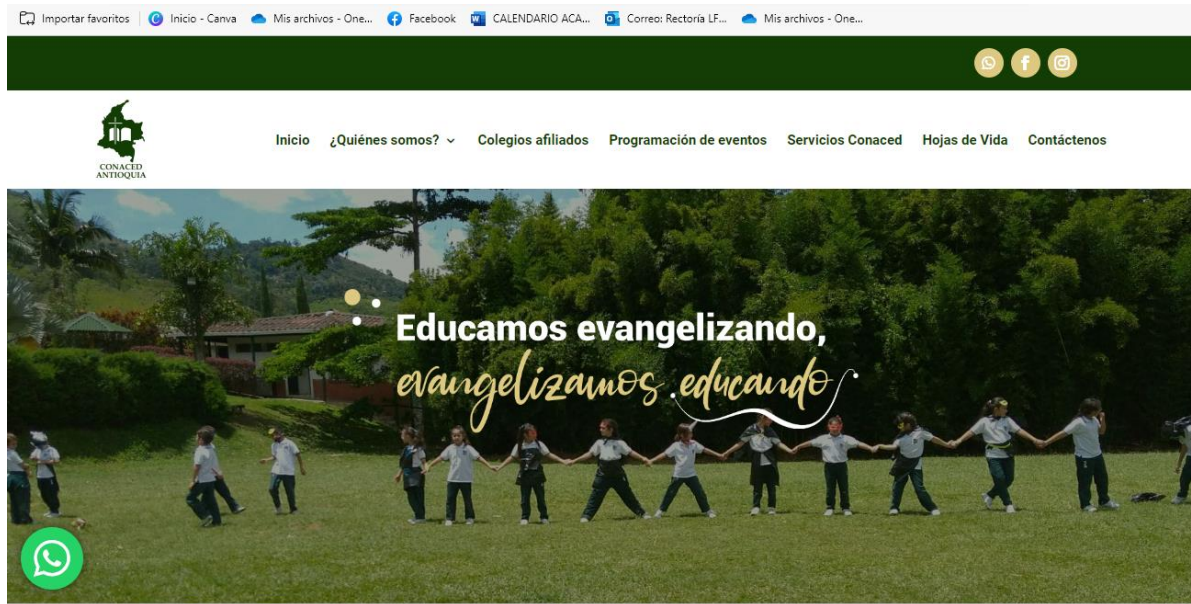 Importar favoritos Inicio - Canva Mis archivos - One... Facebook CALENDARIO ACA... Correo: Rectoría LF... Mis archivos - One...
CONACED
ANTIOQUIA
Inicio ¿Quiénes somos? Colegios afiliados Programación de eventos Servicios Conaced Hojas de Vida Contáctenos
Educamos evangelizando,
evangelizamos educando